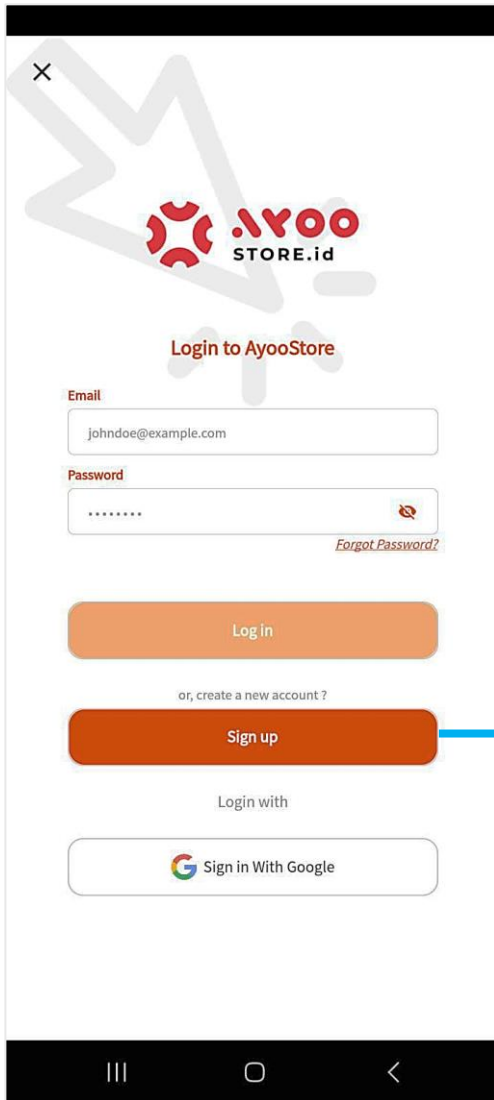 AYOO
STORE.id
Login to AyooStore
Email
johndoe@example.com
Password
........
Forgot Password?
Log in
or, create a new account ?
Sign up
Login with
Sign in With Google